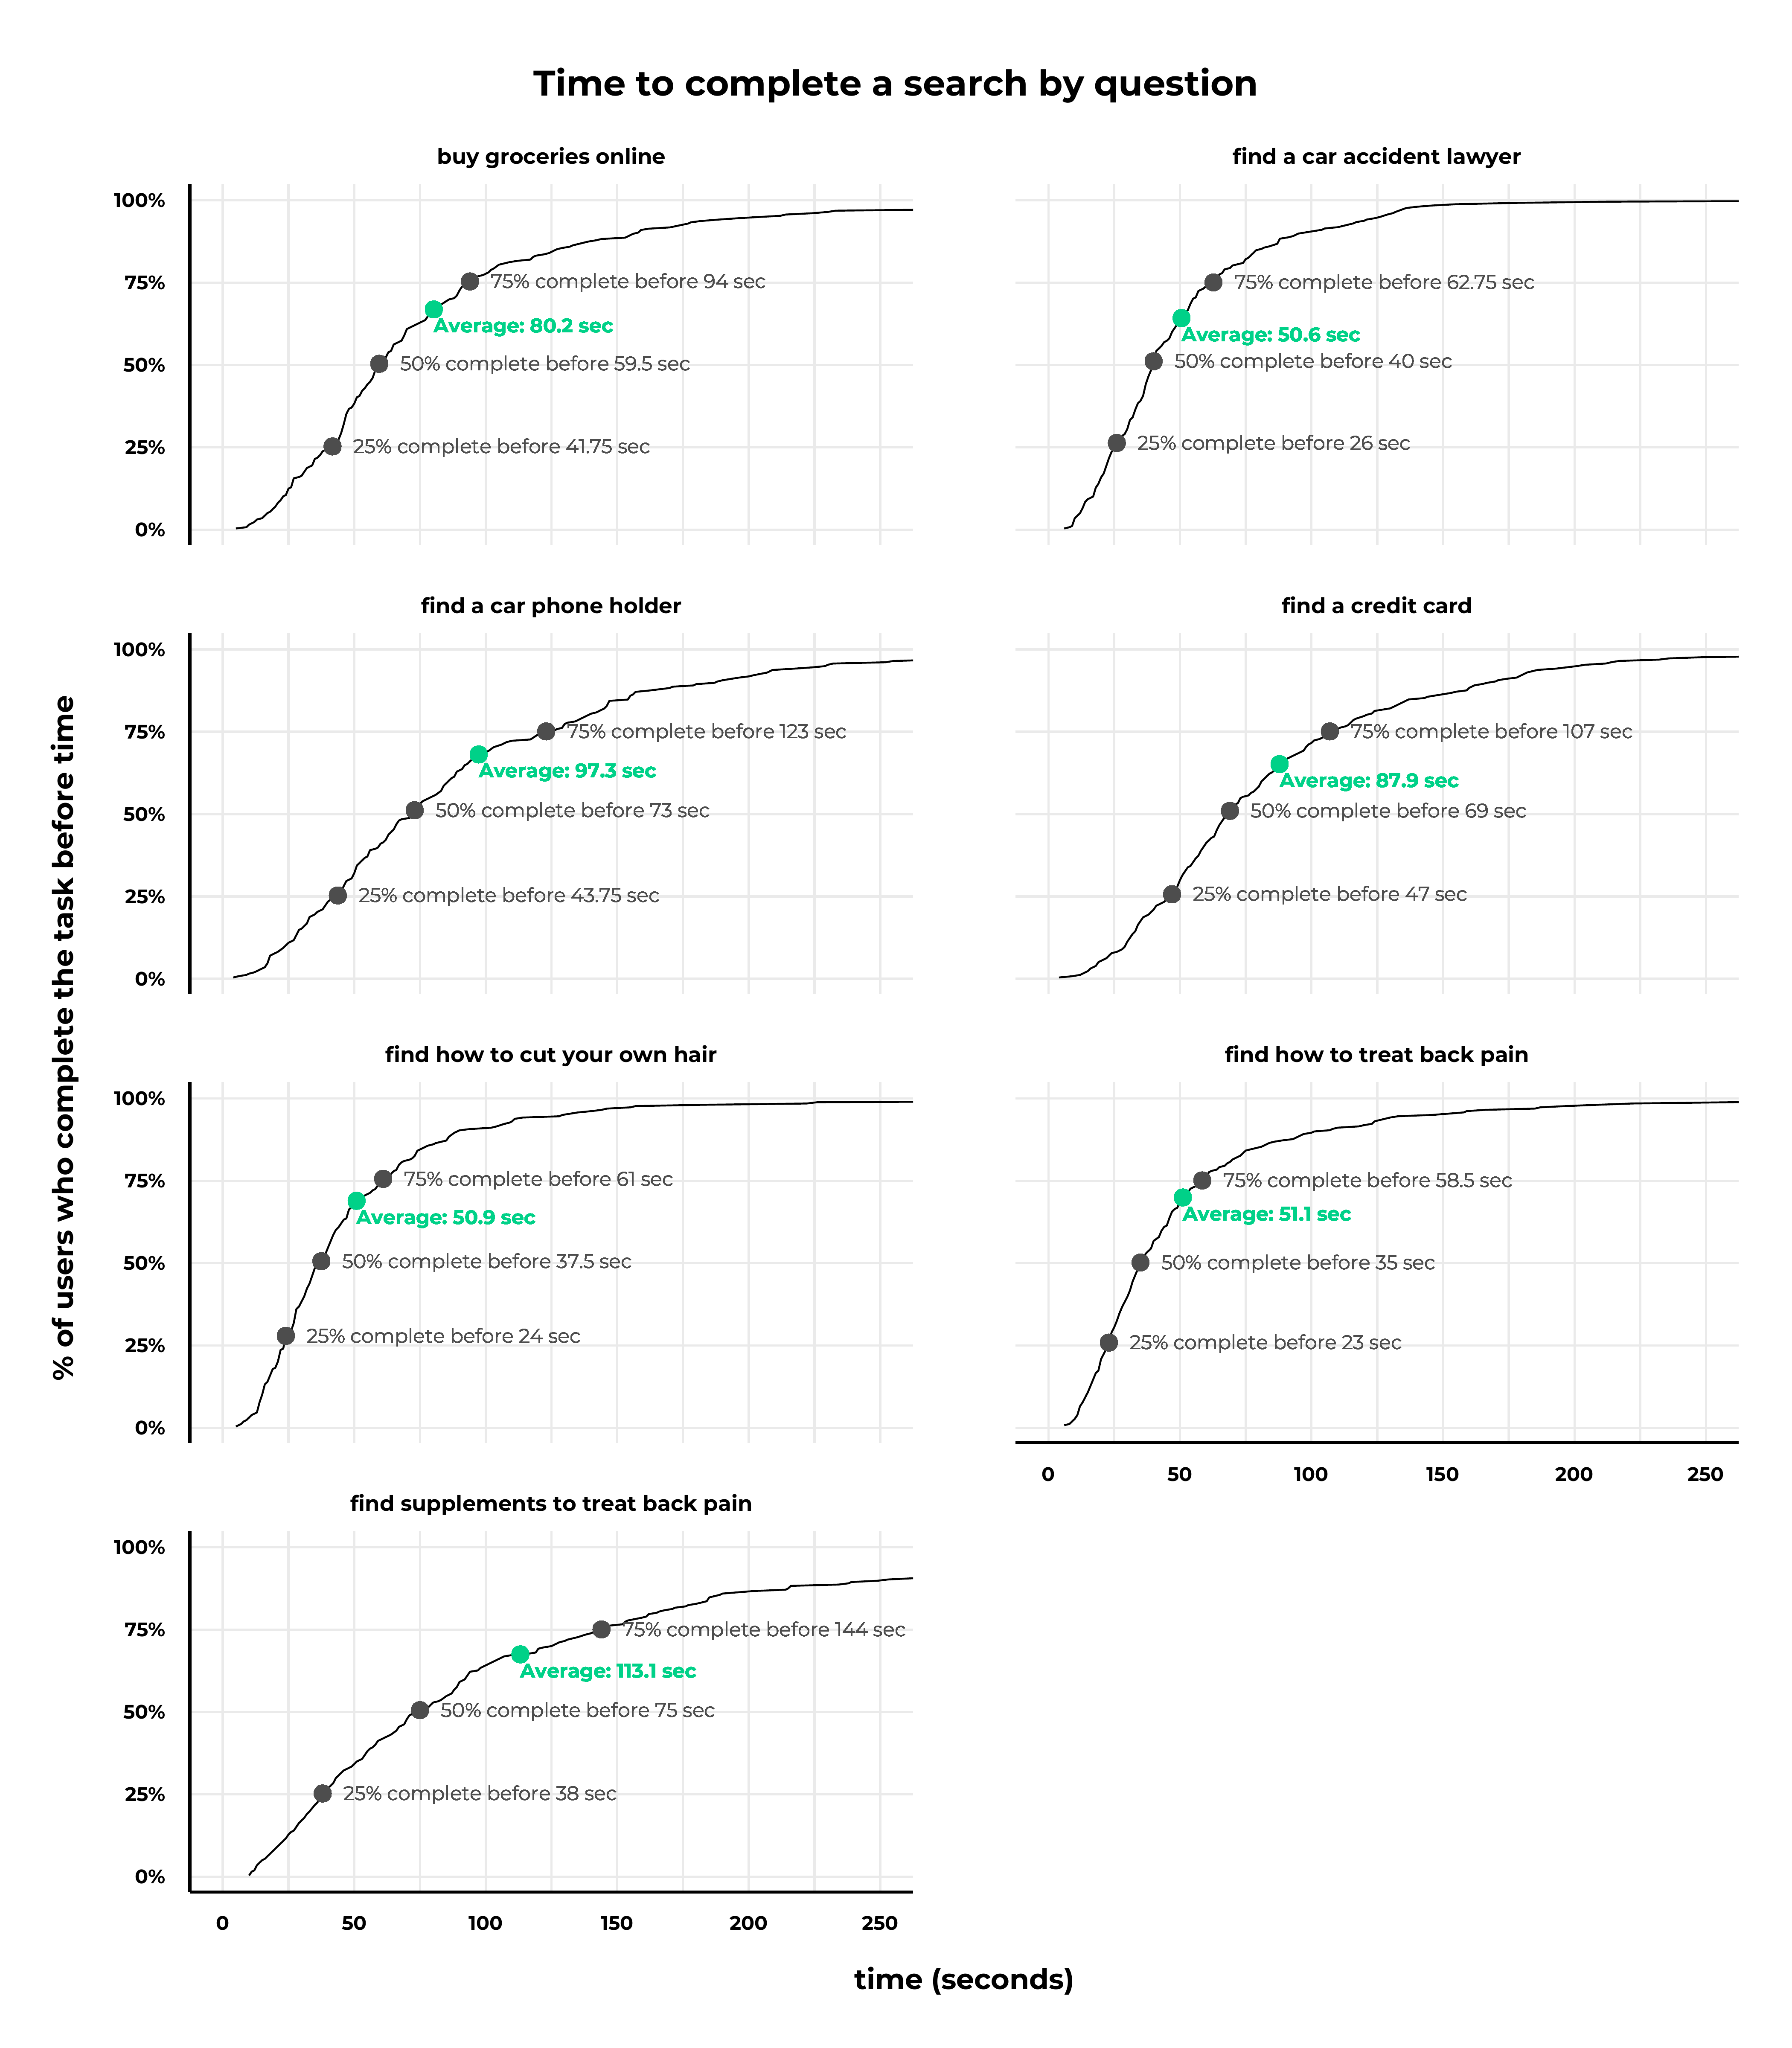 Time to complete a search by question
buy groceries online
100%
75%
50%
25%
0%
75% complete before 94 sec
Average: 80.2 sec
50% complete before 59.5 sec
25% complete before 41.75 sec
find a car accident lawyer
75% complete before 62.75 sec
Average: 50.6 sec
50% complete before 40 sec
25% complete before 26 sec
find a car phone holder
100%
75%
50%
25%
0%
75% complete before 123 sec
Average: 97.3 sec
50% complete before 73 sec
25% complete before 43.75 sec
find a credit card
75% complete before 107 sec
Average: 87.9 sec
50% complete before 69 sec
25% complete before 47 sec
% of users who complete the task before time
find how to cut your own hair
100%
75%
50%
25%
0%
75% complete before 61 sec
Average: 50.9 sec
50% complete before 37.5 sec
25% complete before 24 sec
find how to treat back pain
75% complete before 58.5 sec
Average: 51.1 sec
50% complete before 35 sec
25% complete before 23 sec
0 50 100 150 200 250
find supplements to treat back pain
100%
75%
50%
25%
0%
75% complete before 144 sec
Average: 113.1 sec
50% complete before 75 sec
25% complete before 38 sec
0 50 100 150 200 250
time (seconds)